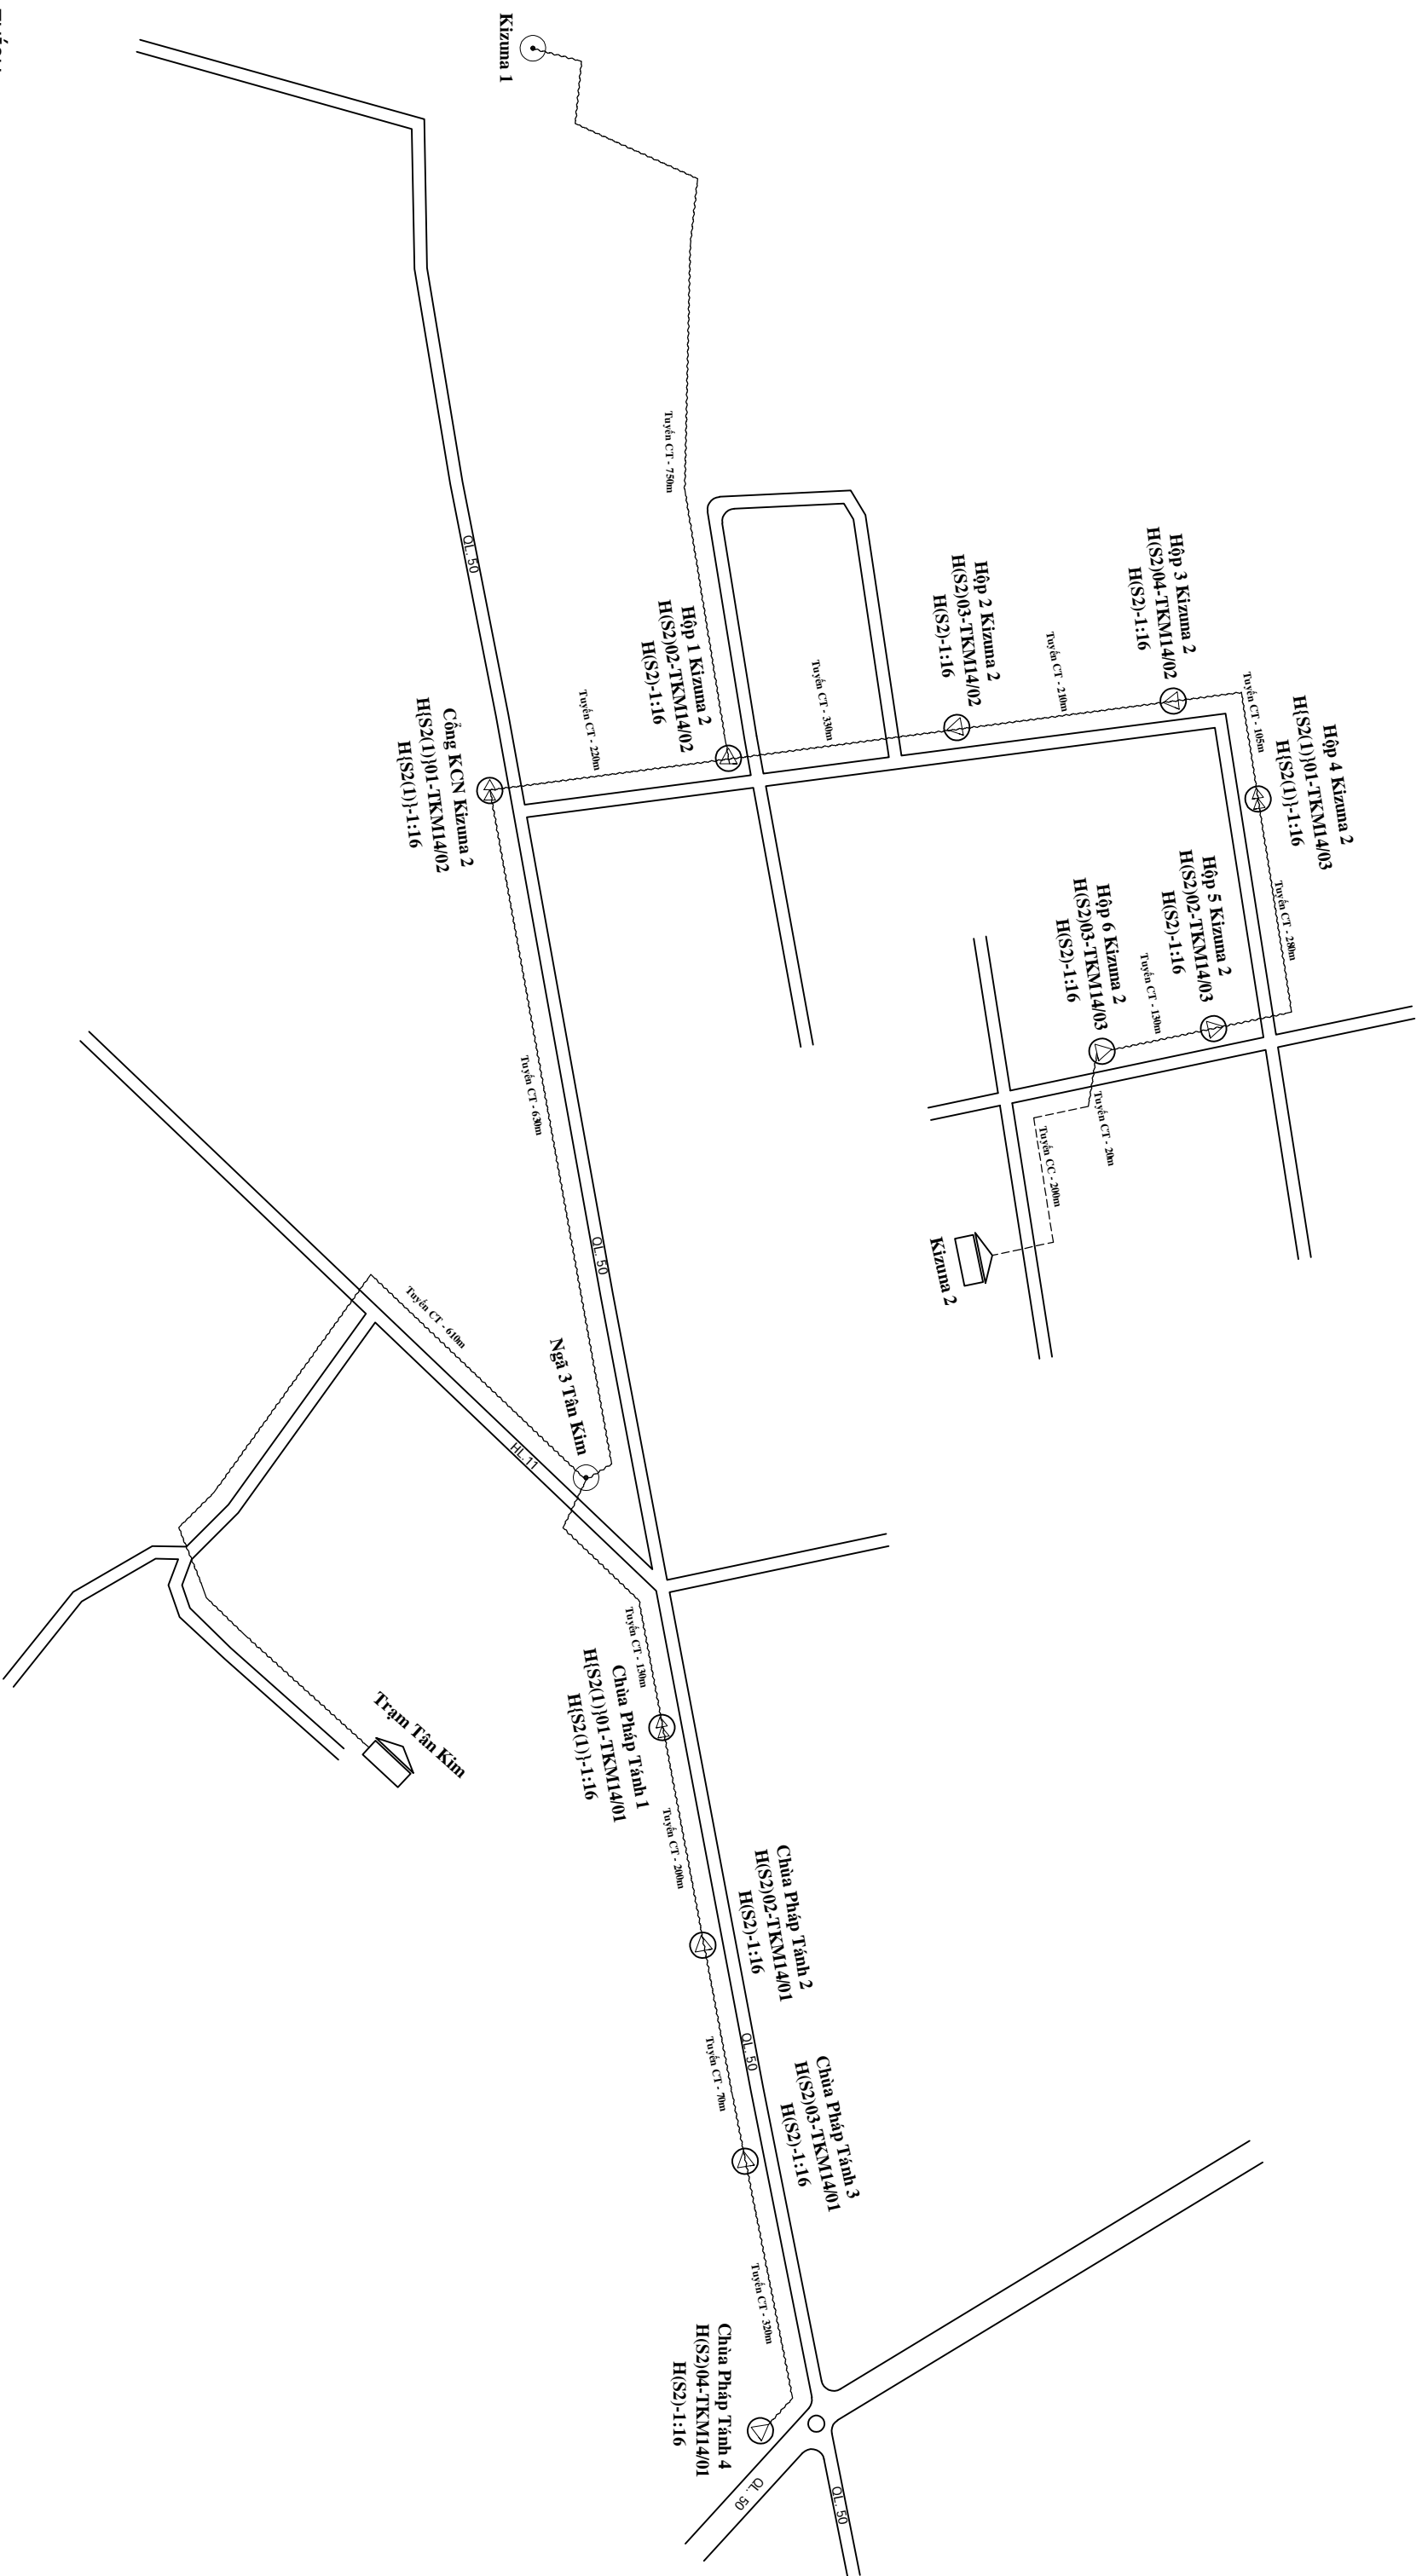 Kizuna 1
QL. 50
Tuyến CT - 750m
Hộp 1 Kizuna 2
H(S2)02-TKM14/02
H(S2)-1:16
Tuyến CT - 220m
Cổng KCN Kizuna 2
H{S2(1)}01-TKM14/02
H{S2(1)}-1:16
Tuyến CT - 330m
Hộp 2 Kizuna 2
H(S2)03-TKM14/02
H(S2)-1:16
Tuyến CT - 210m
Hộp 3 Kizuna 2
H(S2)04-TKM14/02
H(S2)-1:16
Tuyến CT - 105m
Hộp 4 Kizuna 2
H{S2(1)}01-TKM14/03
H{S2(1)}-1:16
Tuyến CT - 280m
Hộp 5 Kizuna 2
H(S2)02-TKM14/03
H(S2)-1:16
Tuyến CT - 130m
Hộp 6 Kizuna 2
H(S2)03-TKM14/03
H(S2)-1:16
Tuyến CT - 20m
Tuyến CC - 200m
Kizuna 2
Tuyến CT - 630m
QL. 50
Tuyến CT - 610m
Ngã 3 Tân Kim
HL.11
Trạm Tân Kim
Tuyến CT - 130m
Chùa Pháp Tánh 1
H{S2(1)}01-TKM14/01
H{S2(1)}-1:16
Tuyến CT - 200m
Chùa Pháp Tánh 2
H(S2)02-TKM14/01
H(S2)-1:16
Tuyến CT - 70m
QL. 50
Chùa Pháp Tánh 3
H(S2)03-TKM14/01
H(S2)-1:16
Tuyến CT - 320m
Chùa Pháp Tánh 4
H(S2)04-TKM14/01
H(S2)-1:16
QL. 50
QL. 50